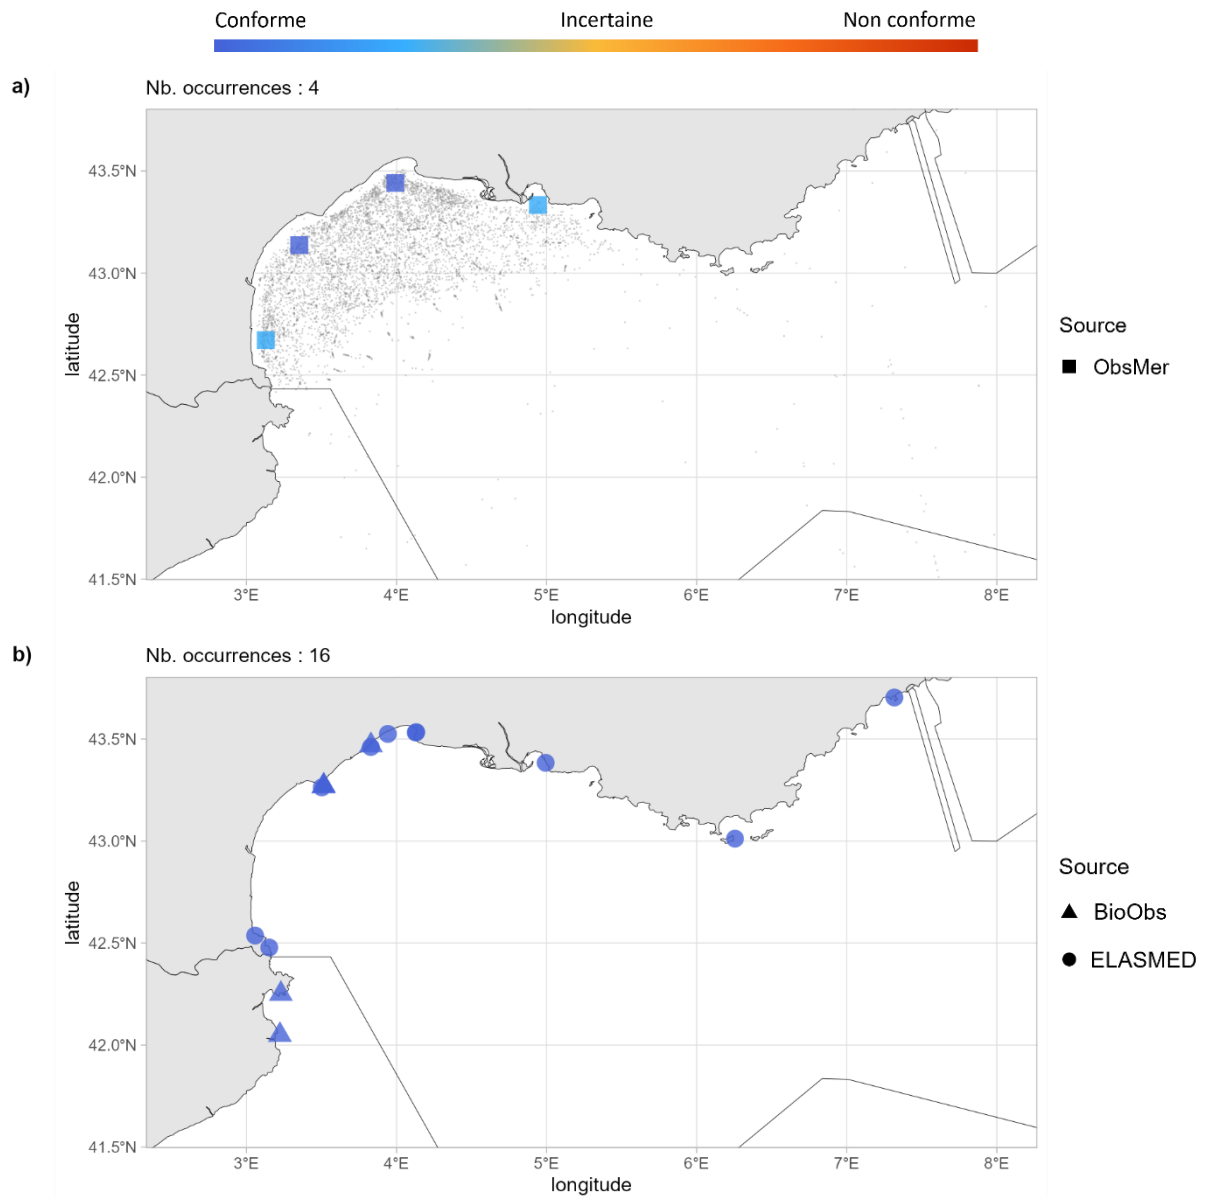 Conforme Incertaine Non conforme
a)
Nb. occurrences : 4
43.5°N
43.0°N
42.5°N
42.0°N
41.5°N
latitude
3°E 4°E 5°E 6°E 7°E 8°E
longitude
Source
ObsMer
b)
Nb. occurrences : 16
43.5°N
43.0°N
42.5°N
42.0°N
41.5°N
latitude
3°E 4°E 5°E 6°E 7°E 8°E
longitude
Source
BioObs
ELASMED